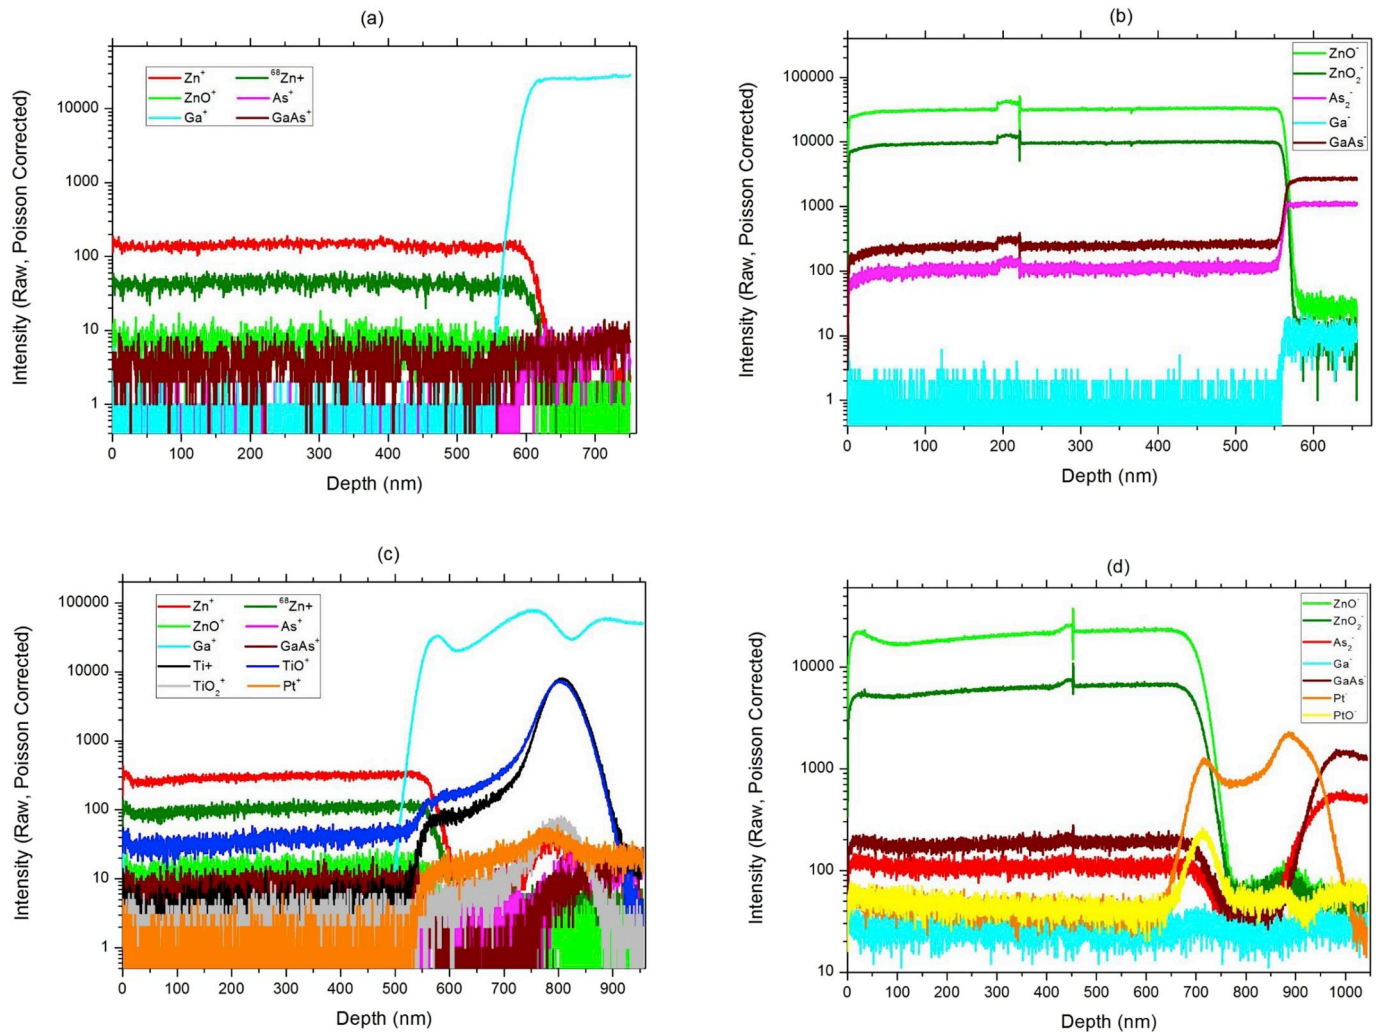 (a)
Intensity (Raw, Poisson Corrected)
10000
1000
100
10
1
Zn⁺ ⁶⁸Zn+
ZnO⁺ As⁺
Ga⁺ GaAs⁺
0 100 200 300 400 500 600 700
Depth (nm)
(b)
Intensity (Raw, Poisson Corrected)
100000
10000
1000
100
10
1
ZnO⁻
ZnO₂⁻
As₂⁻
Ga⁻
GaAs⁻
0 100 200 300 400 500 600
Depth (nm)
(c)
Intensity (Raw, Poisson Corrected)
100000
10000
1000
100
10
1
Zn⁺ ⁶⁸Zn+
ZnO⁺ As⁺
Ga⁺ GaAs⁺
Ti+ TiO⁺
TiO₂⁺ Pt⁺
0 100 200 300 400 500 600 700 800 900
Depth (nm)
(d)
Intensity (Raw, Poisson Corrected)
10000
1000
100
10
ZnO⁻
ZnO₂⁻
As₂⁻
Ga⁻
GaAs⁻
Pt⁻
PtO⁻
0 100 200 300 400 500 600 700 800 900 1000
Depth (nm)